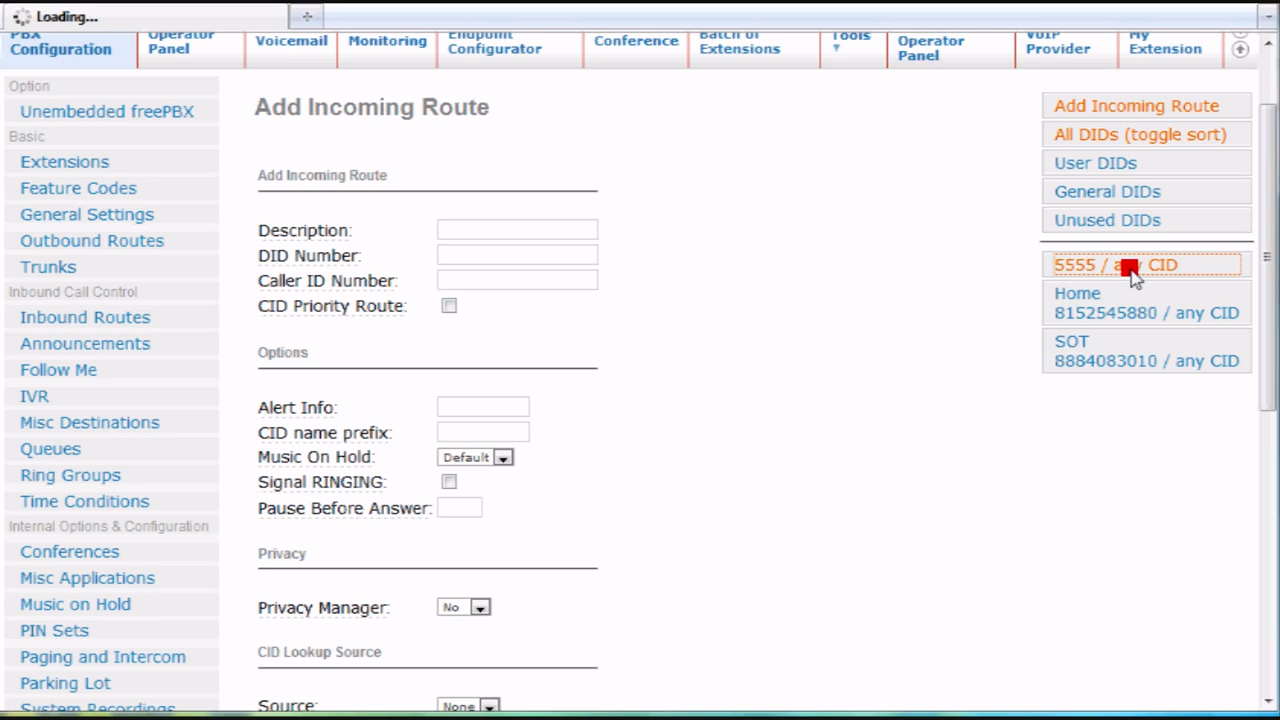 Loading...
PBX Configuration
Operator Panel
Voicemail
Monitoring
Endpoint Configurator
Conference
Batch of Extensions
Tools
Operator Panel
VoIP Provider
My Extension
Option
Unembedded freePBX
Basic
Extensions
Feature Codes
General Settings
Outbound Routes
Trunks
Inbound Call Control
Inbound Routes
Announcements
Follow Me
IVR
Misc Destinations
Queues
Ring Groups
Time Conditions
Internal Options & Configuration
Conferences
Misc Applications
Music on Hold
PIN Sets
Paging and Intercom
Parking Lot
System Recordings
Add Incoming Route
Add Incoming Route
Description:
DID Number:
Caller ID Number:
CID Priority Route:
Options
Alert Info:
CID name prefix:
Music On Hold: Default
Signal RINGING:
Pause Before Answer:
Privacy
Privacy Manager: No
CID Lookup Source
Source: None
Add Incoming Route
All DIDs (toggle sort)
User DIDs
General DIDs
Unused DIDs
5555 / any CID
Home
8152545880 / any CID
SOT
8884083010 / any CID